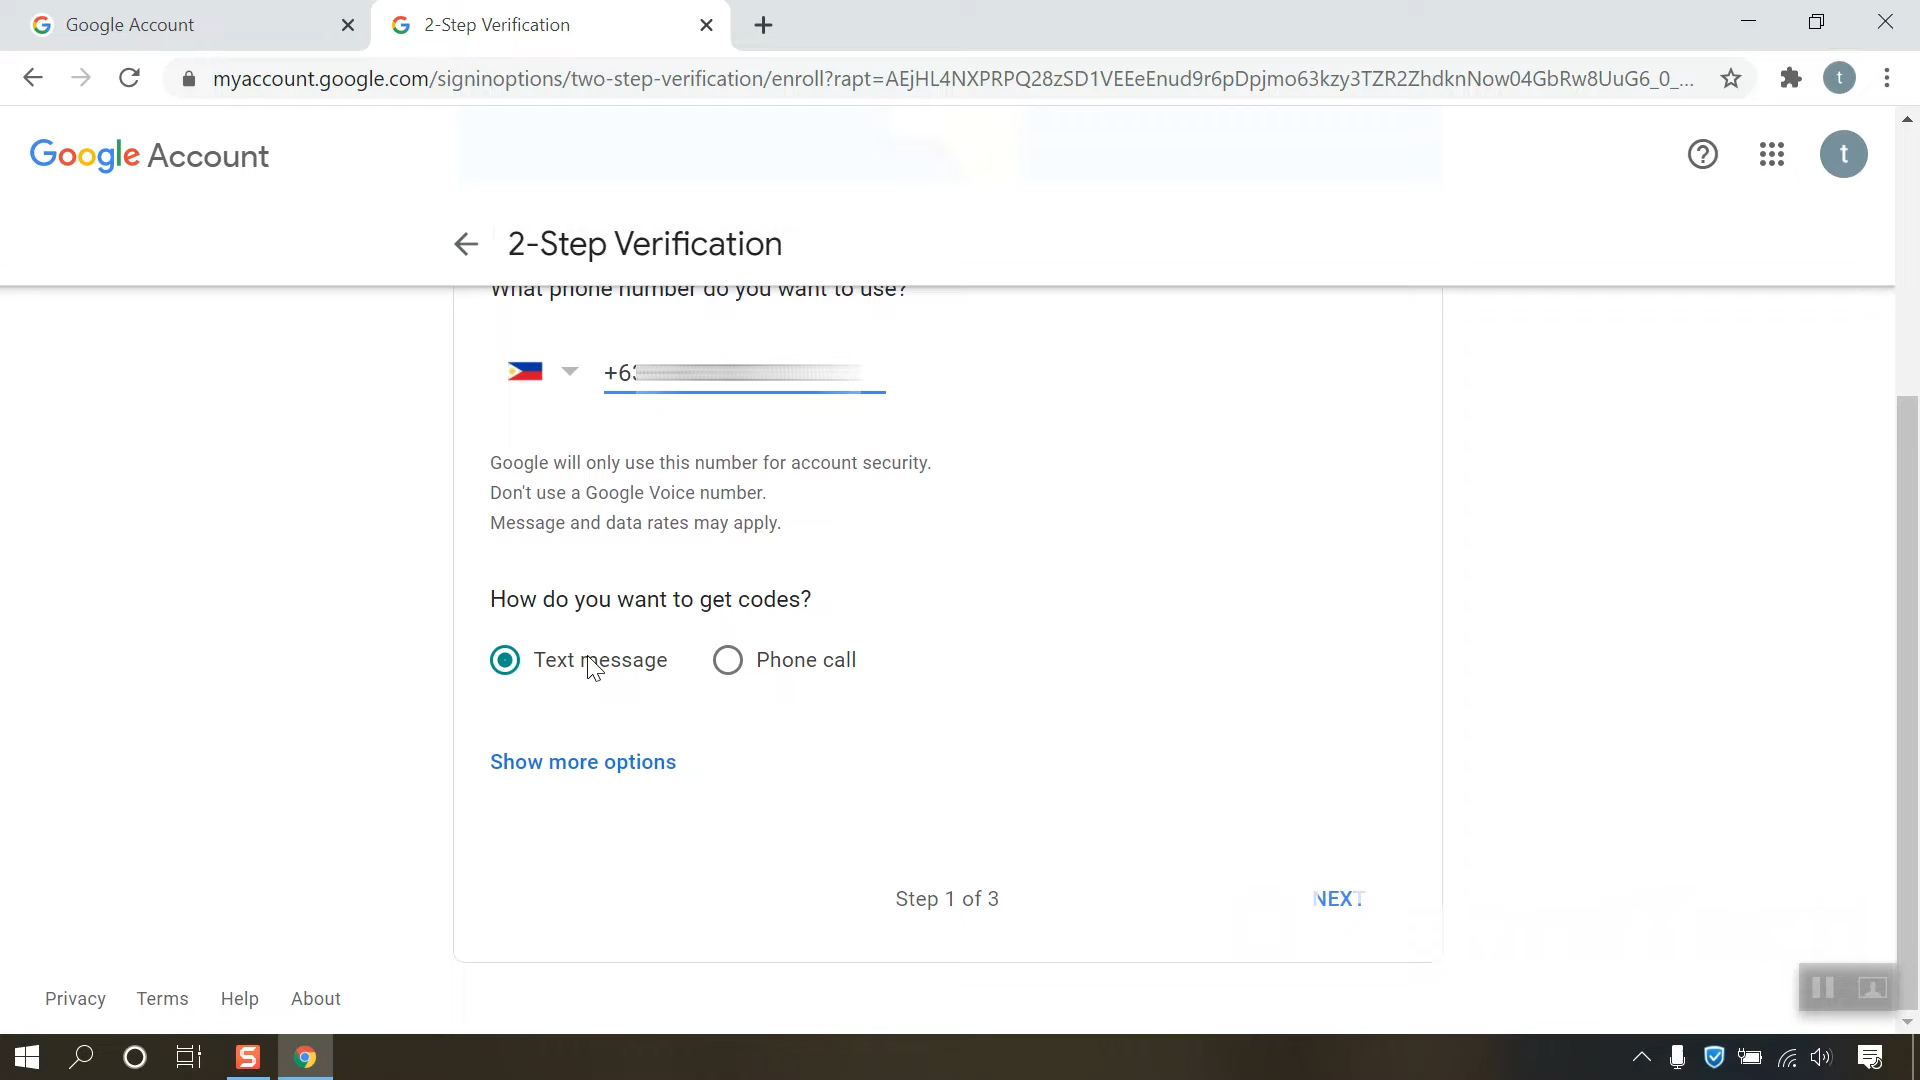 Google Account
2-Step Verification
myaccount.google.com/signinoptions/two-step-verification/enroll?rapt=AEjHL4NXPRPQ28zSD1VEEeEnud9r6pDpjmo63kzy3TZR2ZhdknNow04GbRw8UuG6_0_...
t
Google Account
t
2-Step Verification
What phone number do you want to use?
+63
Google will only use this number for account security.
Don't use a Google Voice number.
Message and data rates may apply.
How do you want to get codes?
Text message
Phone call
Show more options
Step 1 of 3
NEXT
Privacy
Terms
Help
About